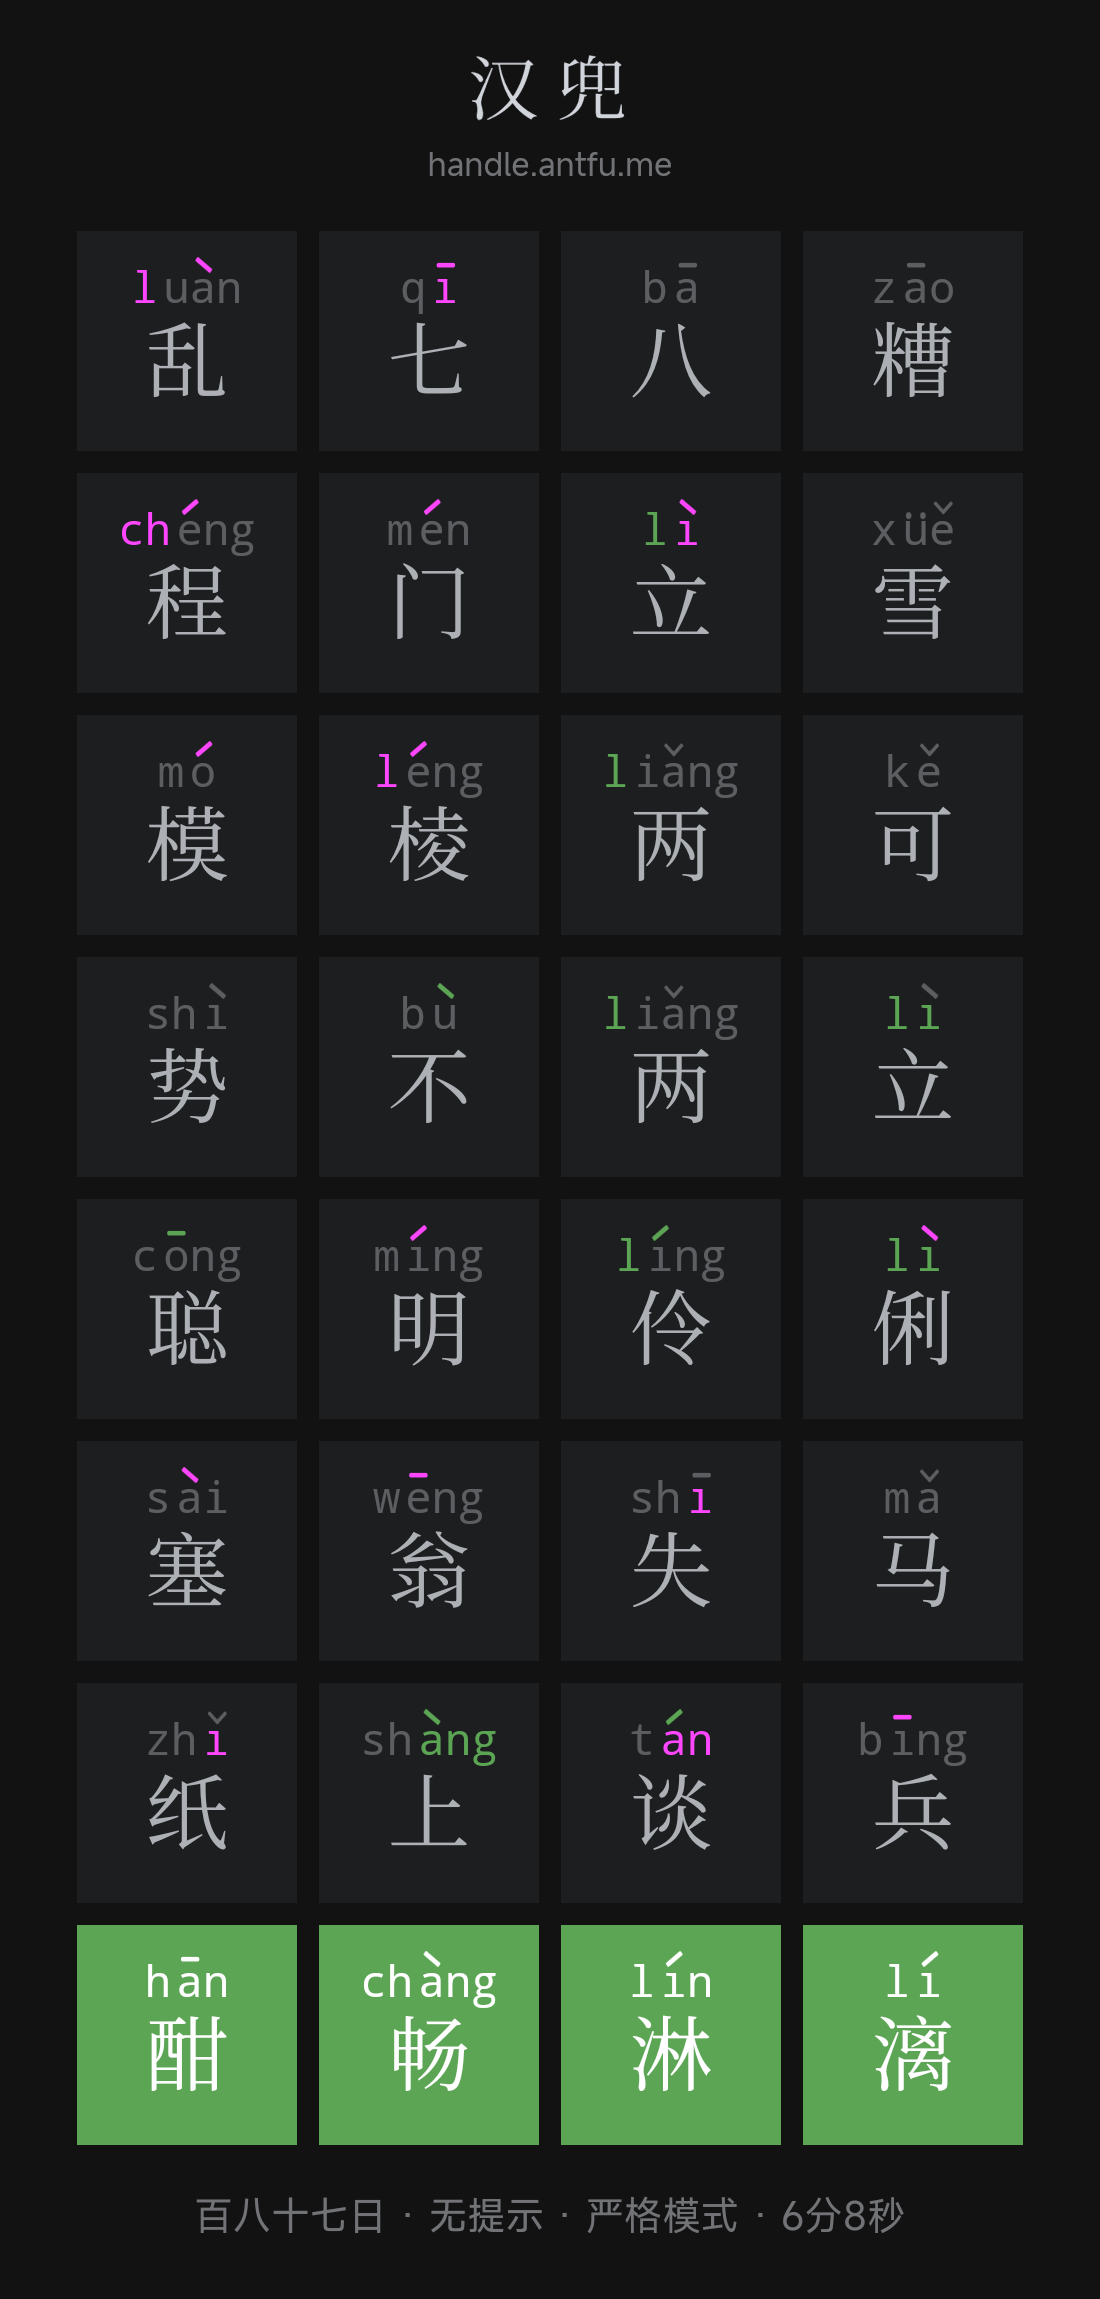 汉兜
handle.antfu.me
luàn qī bā zāo
乱 七 八 糟
chéng mén lì xüě
程 门 立 雪
mó léng liǎng kě
模 棱 两 可
shì bù liǎng lì
势 不 两 立
cōng míng líng lì
聪 明 伶 俐
sài wēng shī mǎ
塞 翁 失 马
zhǐ shàng tán bīng
纸 上 谈 兵
hān chàng lín lí
酣 畅 淋 漓
百八十七日 · 无提示 · 严格模式 · 6分8秒